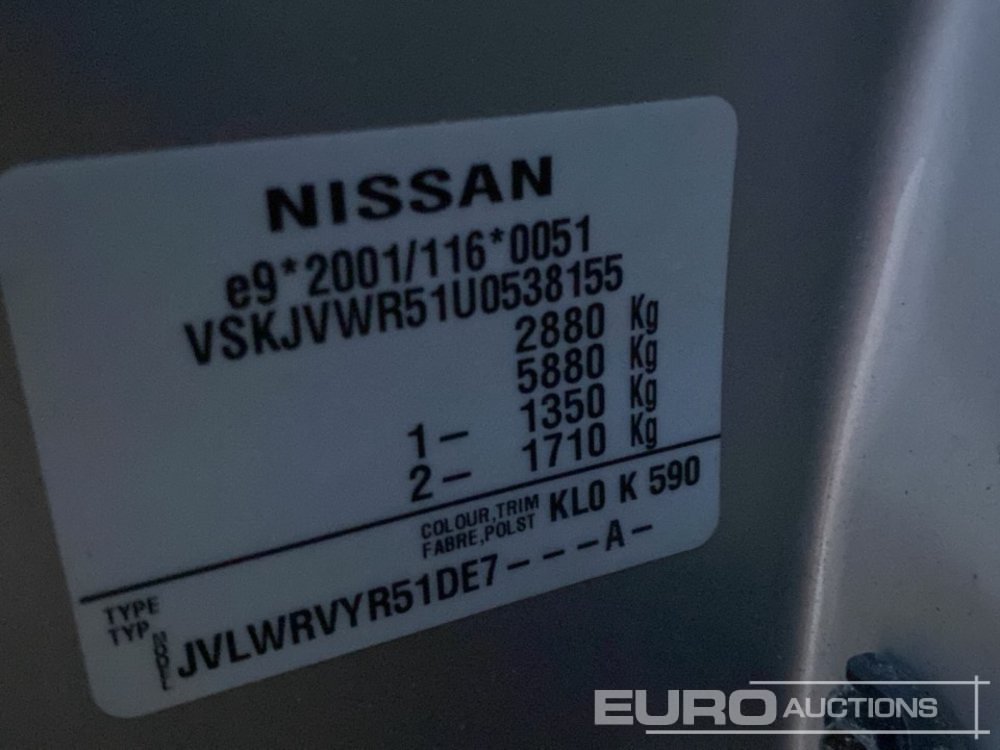 NISSAN
e9*2001/116*0051
VSKJVWR51U0538155
2880 Kg
5880 Kg
1- 1350 Kg
2- 1710 Kg
COLOUR,TRIM KL0 K 590
FABRE,POLST
TYPE
TYP
MODEL JVLWRVYR51DE7---A-
EURO AUCTIONS